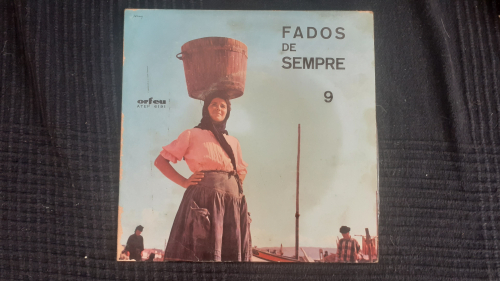 FADOS
DE
SEMPRE
9
orfeu